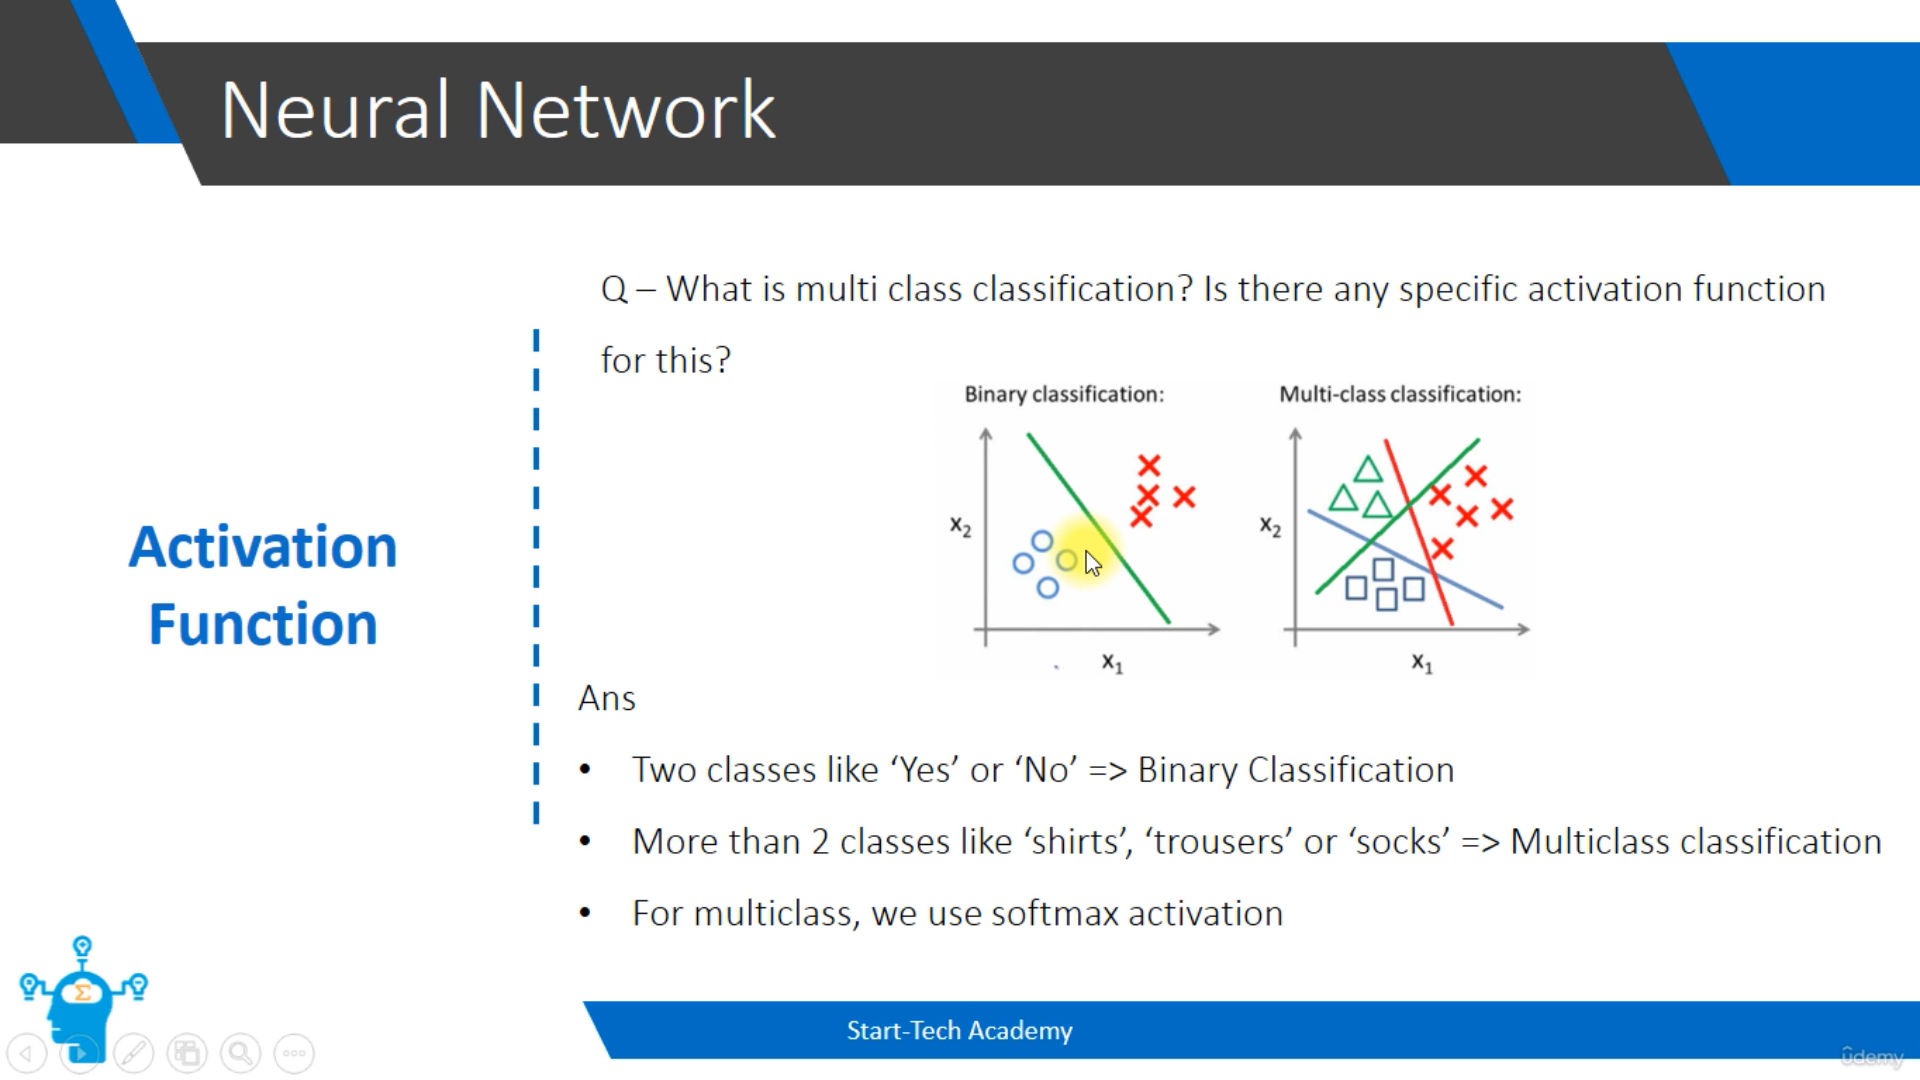 Neural Network
Q – What is multi class classification? Is there any specific activation function
for this?
Binary classification:
Multi-class classification:
x₂
x₁
x₂
x₁
Activation
Function
Ans
• Two classes like ‘Yes’ or ‘No’ => Binary Classification
• More than 2 classes like ‘shirts’, ‘trousers’ or ‘socks’ => Multiclass classification
• For multiclass, we use softmax activation
Σ
Start-Tech Academy
ûdemy